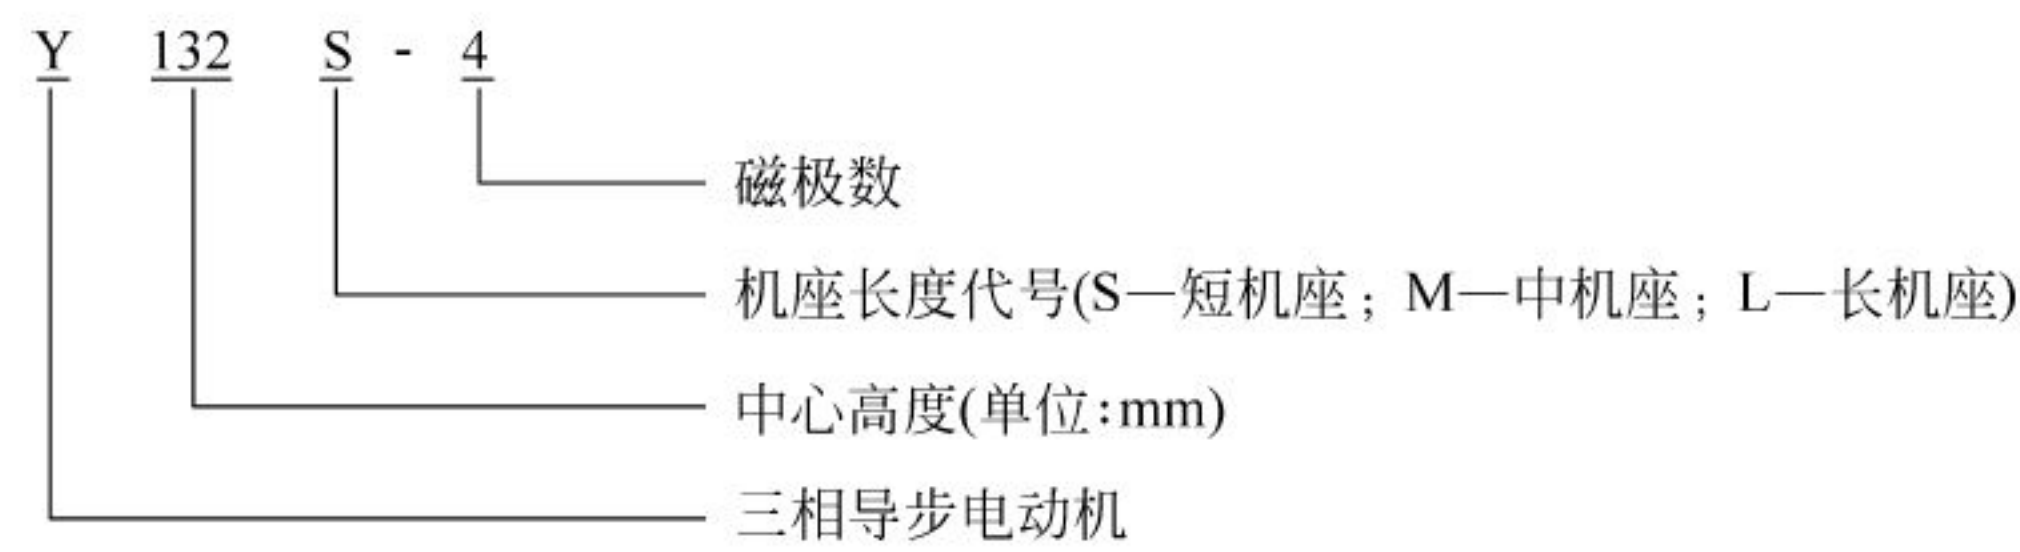 Y 132 S - 4
磁极数
机座长度代号(S—短机座；M—中机座；L—长机座)
中心高度(单位:mm)
三相导步电动机